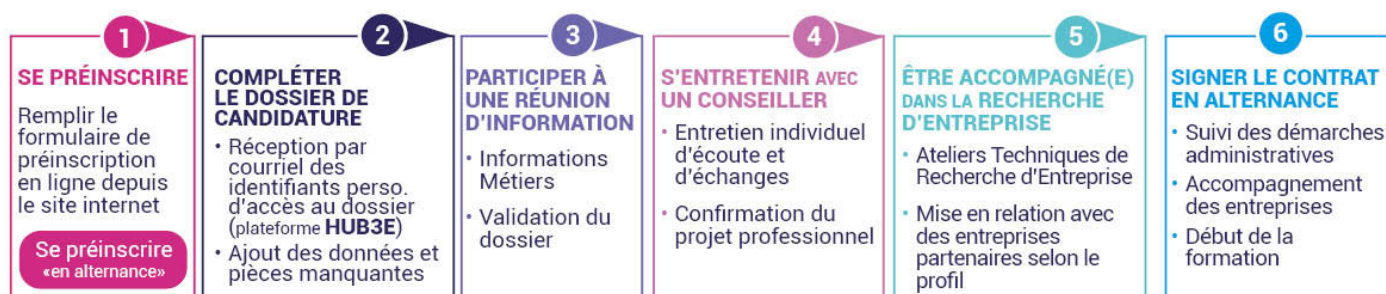 1
SE PRÉINSCRIRE
Remplir le
formulaire de
préinscription
en ligne depuis
le site internet
Se préinscrire
«en alternance»
2
COMPLÉTER
LE DOSSIER DE
CANDIDATURE
• Réception par
courriel des
identifiants perso.
d'accès au dossier
(plateforme HUB3E)
• Ajout des données et
pièces manquantes
3
PARTICIPER À
UNE RÉUNION
D'INFORMATION
• Informations
Métiers
• Validation du
dossier
4
S'ENTRETENIR AVEC
UN CONSEILLER
• Entretien individuel
d'écoute et
d'échanges
• Confirmation du
projet professionnel
5
ÊTRE ACCOMPAGNÉ(E)
DANS LA RECHERCHE
D'ENTREPRISE
• Ateliers Techniques de
Recherche d'Entreprise
• Mise en relation avec
des entreprises
partenaires selon le
profil
6
SIGNER LE CONTRAT
EN ALTERNANCE
• Suivi des démarches
administratives
• Accompagnement
des entreprises
• Début de la
formation